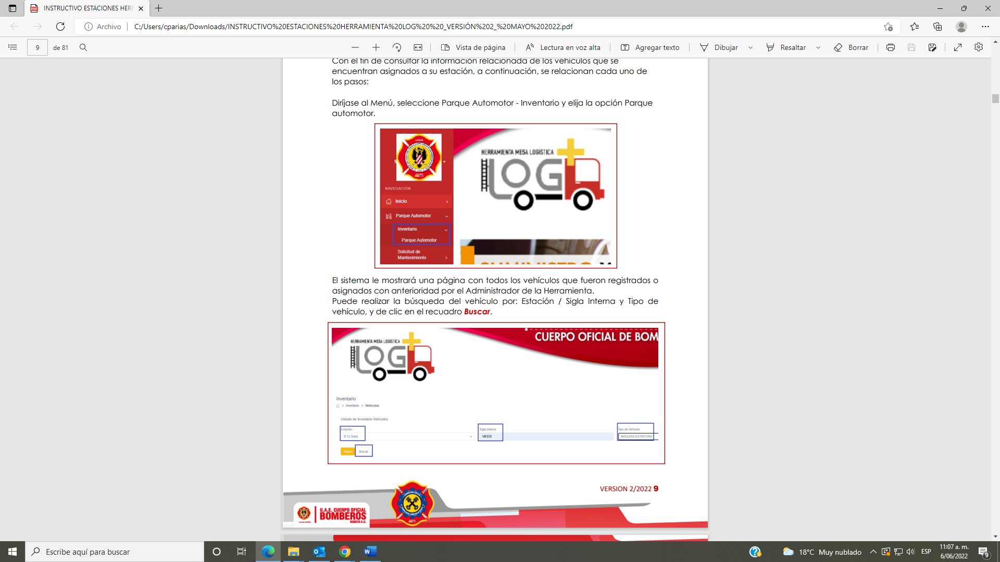 INSTRUCTIVO ESTACIONES HERR
Archivo
C:/Users/cparias/Downloads/INSTRUCTIVO%20ESTACIONES%20HERRAMIENTA%20LOG%20%20_VERSIÓN%202_%20MAYO%202022.pdf
9 de 81
Vista de página
Lectura en voz alta
Agregar texto
Dibujar
Resaltar
Borrar
Con el fin de consultar la información relacionada de los vehículos que se
encuentran asignados a su estación, a continuación, se relacionan cada uno de
los pasos:
Diríjase al Menú, seleccione Parque Automotor - Inventario y elija la opción Parque
automotor.
HERRAMIENTA MESA LOGÍSTICA
LOG
NAVEGACIÓN
Inicio
Parque Automotor
Inventario
Parque Automotor
Solicitud de
Mantenimiento
SUMINISTRO Y
El sistema le mostrará una página con todos los vehículos que fueron registrados o
asignados con anterioridad por el Administrador de la Herramienta.
Puede realizar la búsqueda del vehículo por: Estación / Sigla Interna y Tipo de
vehículo, y de clic en el recuadro Buscar.
CUERPO OFICIAL DE BOM
HERRAMIENTA MESA LOGÍSTICA
LOG
Inventario
> Inventario > Vehículos
Listado de Inventario Vehículos
Estación
B-12 Suba
Sigla Interna
ME835
Tipo de Vehículo
MÁQUINA EXTINTORA
Nuevo
Buscar
VERSION 2/2022 9
U.A.E. CUERPO OFICIAL
BOMBEROS
BOGOTÁ D.C.
Escribe aquí para buscar
18°C Muy nublado
ESP
11:07 a. m.
6/06/2022
9